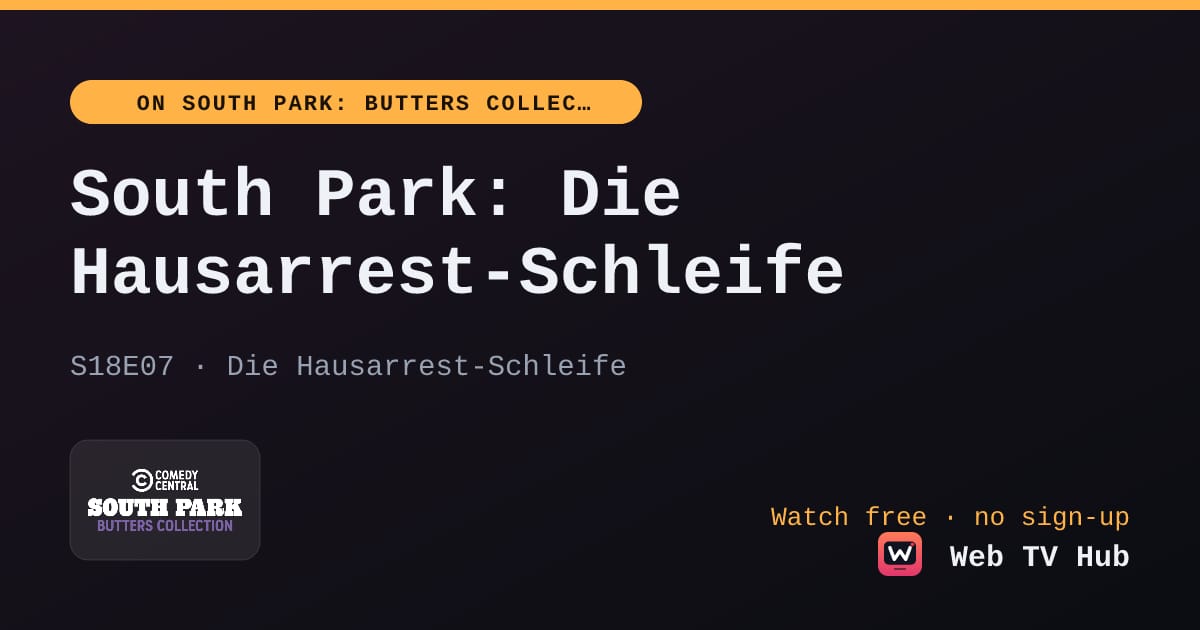 ON SOUTH PARK: BUTTERS COLLEC…
South Park: Die
Hausarrest-Schleife
S18E07 · Die Hausarrest-Schleife
COMEDY
CENTRAL
SOUTH PARK
BUTTERS COLLECTION
Watch free · no sign-up
W
Web TV Hub